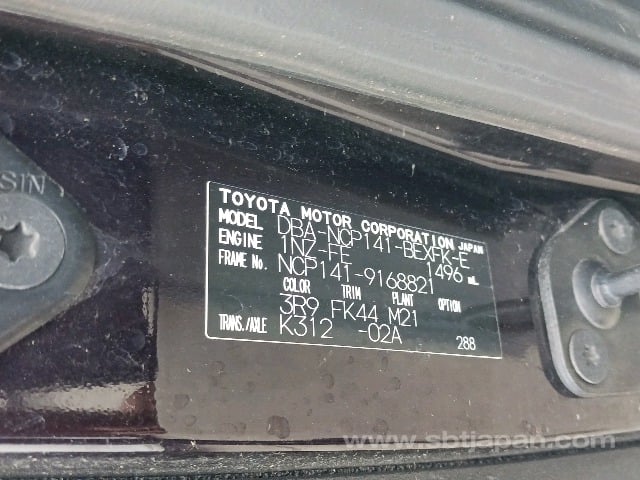 SIN
TOYOTA MOTOR CORPORATION JAPAN
MODEL DBA-NCP141-BEXFK-E
ENGINE 1NZ-FE 1496 mL
FRAME No. NCP141-9168821
COLOR TRIM PLANT OPTION
3R9 FK44 M21
TRANS./AXLE K312 -02A 288
www.sbtjapan.com